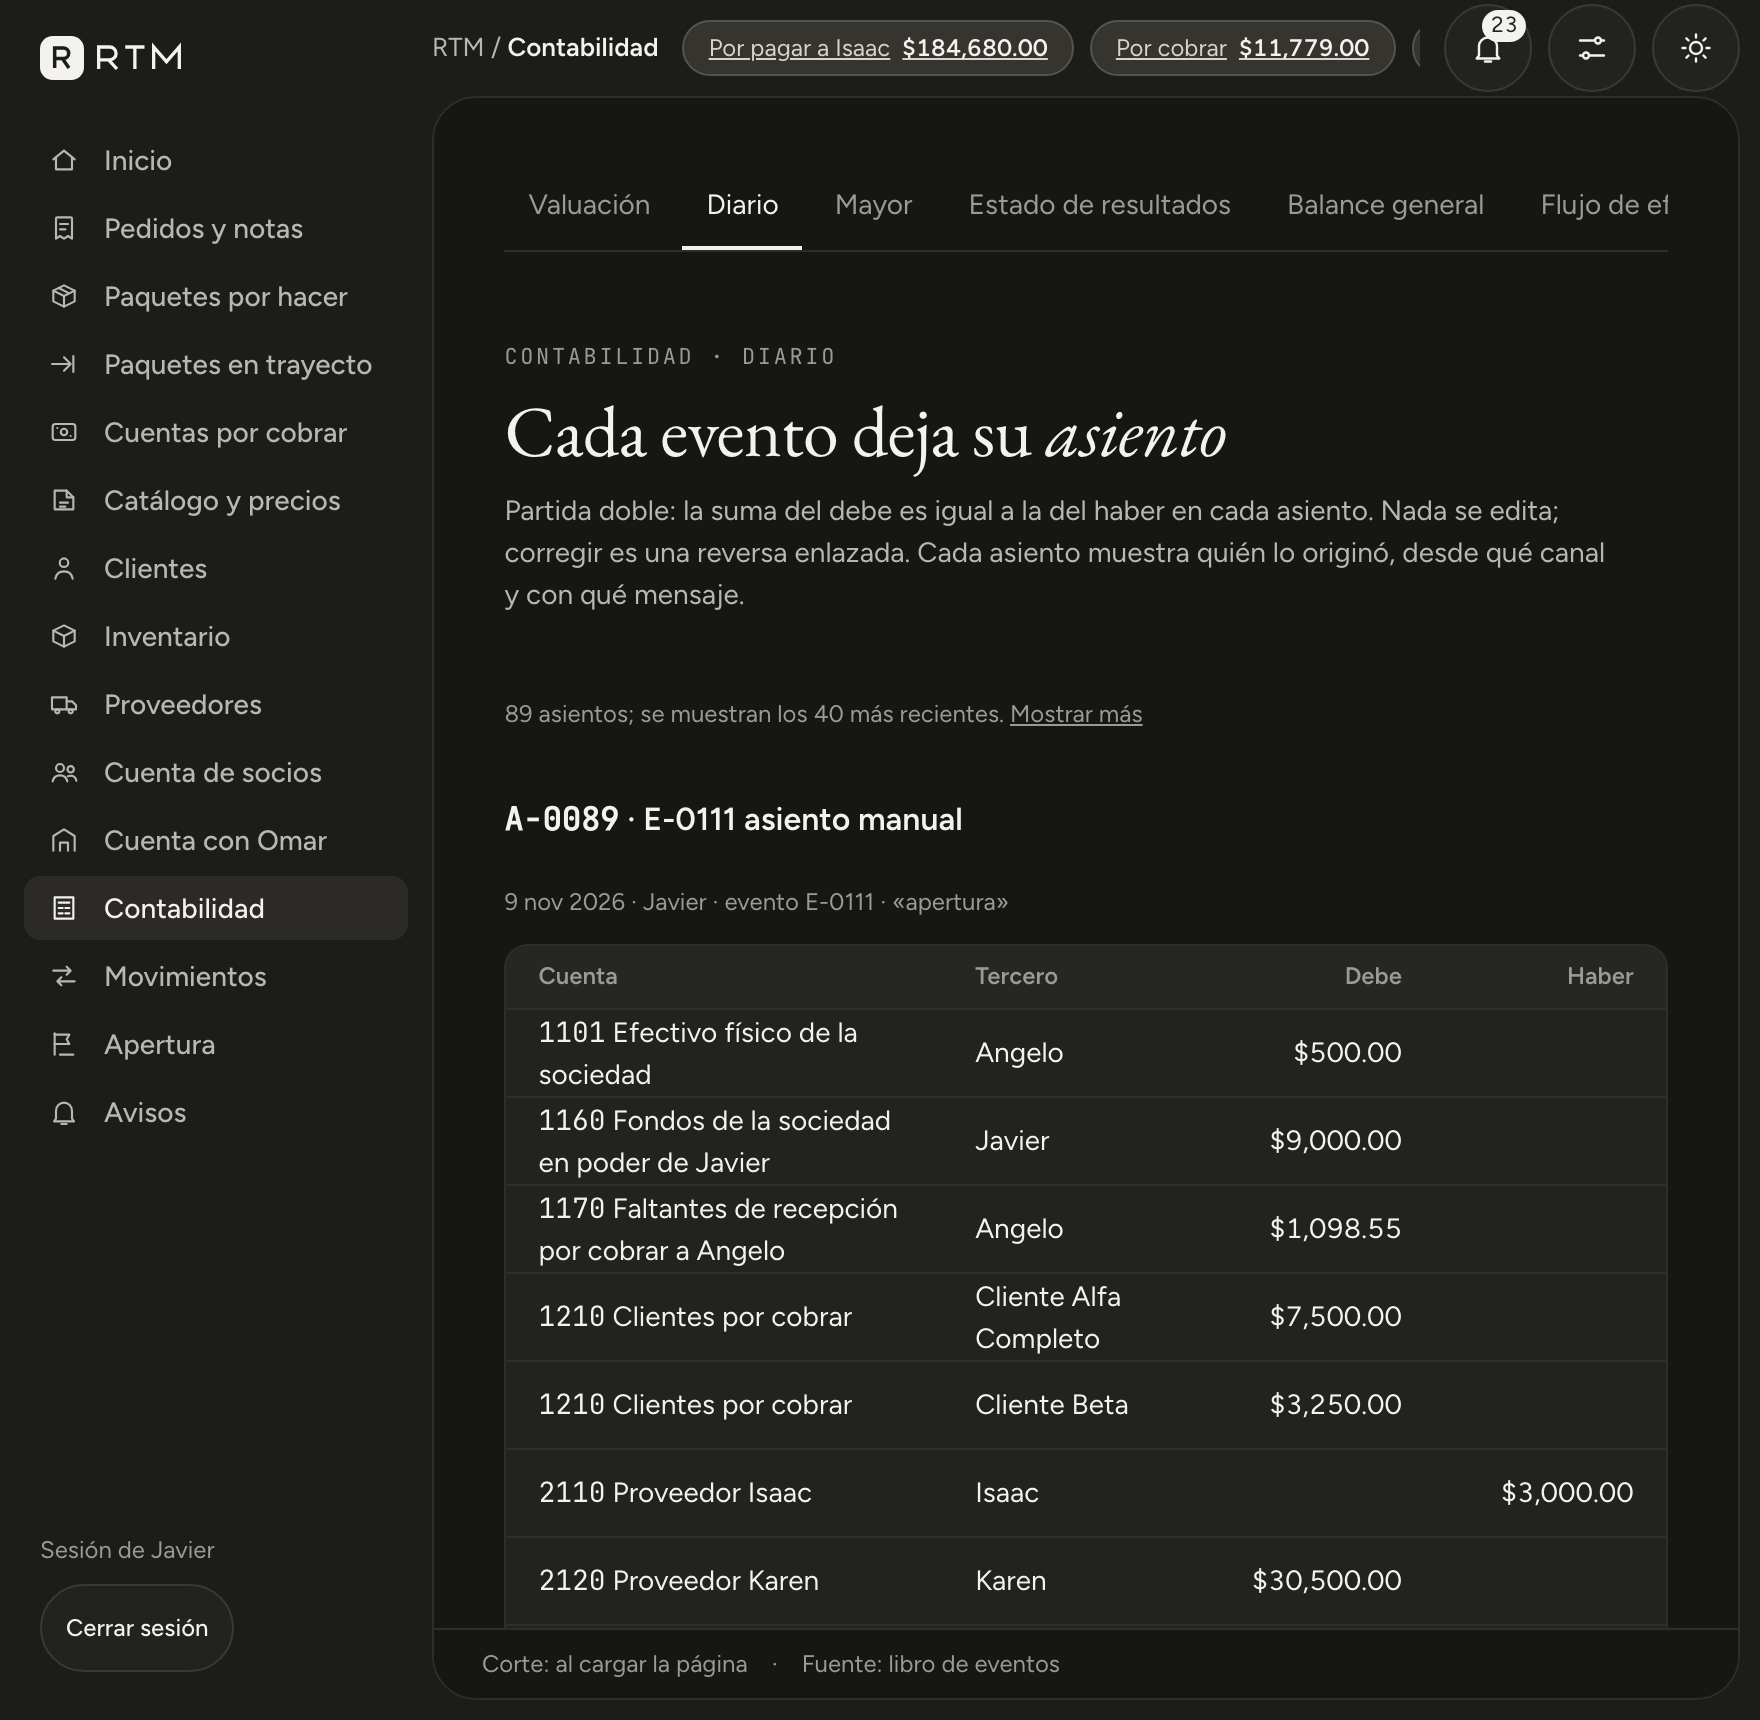 R RTM
RTM / Contabilidad
Por pagar a Isaac $184,680.00
Por cobrar $11,779.00
23
Inicio
Pedidos y notas
Paquetes por hacer
Paquetes en trayecto
Cuentas por cobrar
Catálogo y precios
Clientes
Inventario
Proveedores
Cuenta de socios
Cuenta con Omar
Contabilidad
Movimientos
Apertura
Avisos
Sesión de Javier
Cerrar sesión
Valuación Diario Mayor Estado de resultados Balance general Flujo de
CONTABILIDAD · DIARIO
Cada evento deja su asiento
Partida doble: la suma del debe es igual a la del haber en cada asiento. Nada se edita;
corregir es una reversa enlazada. Cada asiento muestra quién lo originó, desde qué canal
y con qué mensaje.
89 asientos; se muestran los 40 más recientes. Mostrar más
A-0089 · E-0111 asiento manual
9 nov 2026 · Javier · evento E-0111 · «apertura»
Cuenta Tercero Debe Haber
1101 Efectivo físico de la
sociedad
Angelo $500.00
1160 Fondos de la sociedad
en poder de Javier
Javier $9,000.00
1170 Faltantes de recepción
por cobrar a Angelo
Angelo $1,098.55
1210 Clientes por cobrar
Cliente Alfa
Completo
$7,500.00
1210 Clientes por cobrar Cliente Beta $3,250.00
2110 Proveedor Isaac Isaac $3,000.00
2120 Proveedor Karen Karen $30,500.00
Corte: al cargar la página · Fuente: libro de eventos